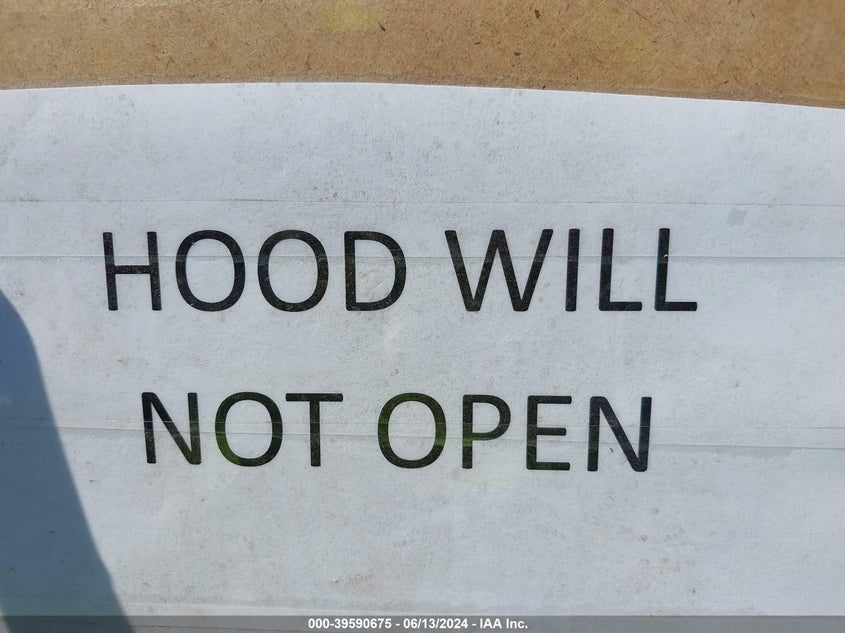 HOOD WILL
NOT OPEN
000-39590675 - 06/13/2024 - IAA Inc.